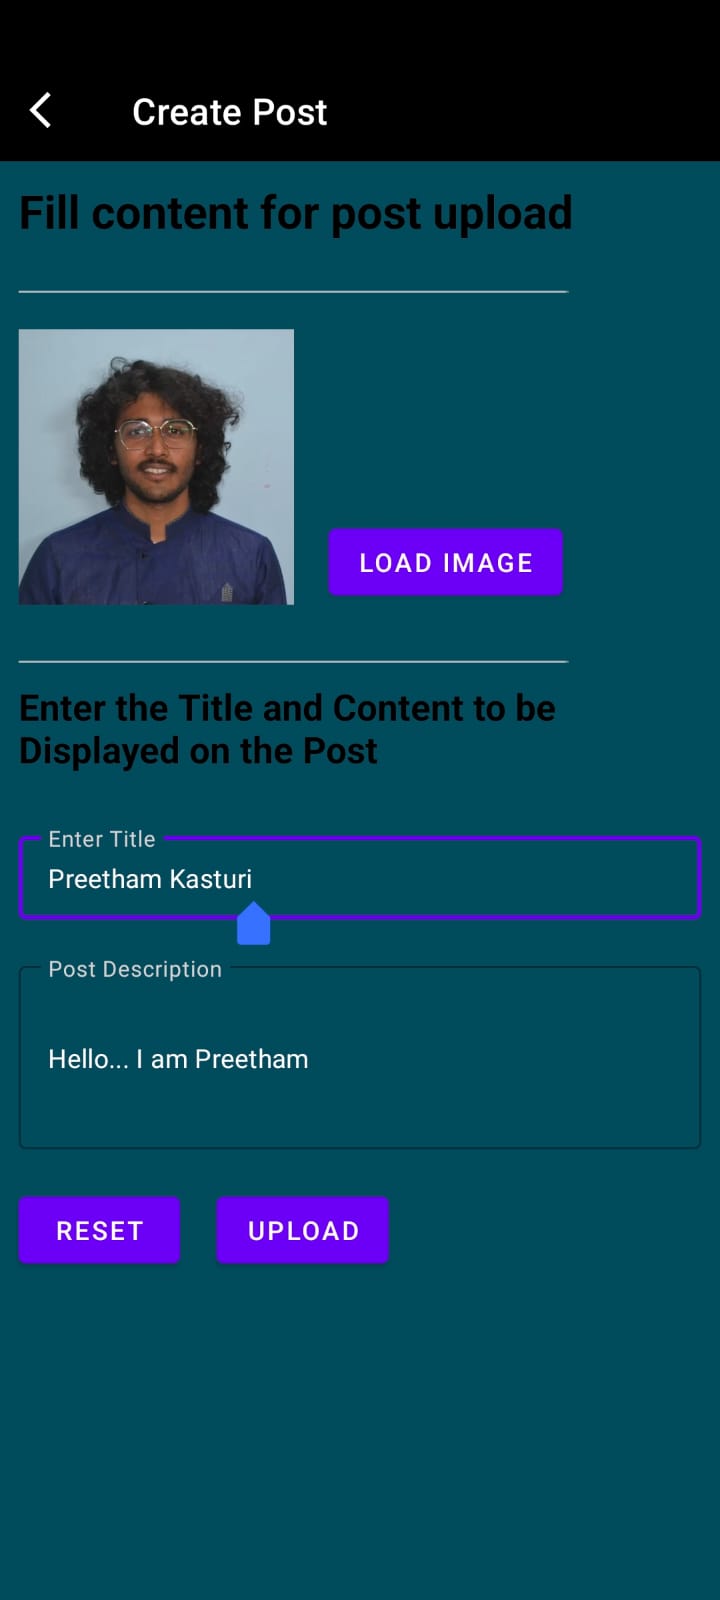 Create Post
Fill content for post upload
LOAD IMAGE
Enter the Title and Content to be
Displayed on the Post
Enter Title
Preetham Kasturi
Post Description
Hello... I am Preetham
RESET
UPLOAD